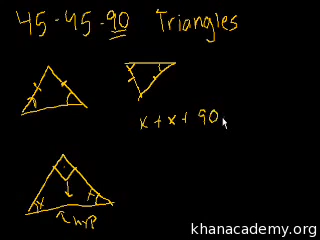 45-45-90 Triangles
x + x + 90
x x
hyp
khanacademy.org